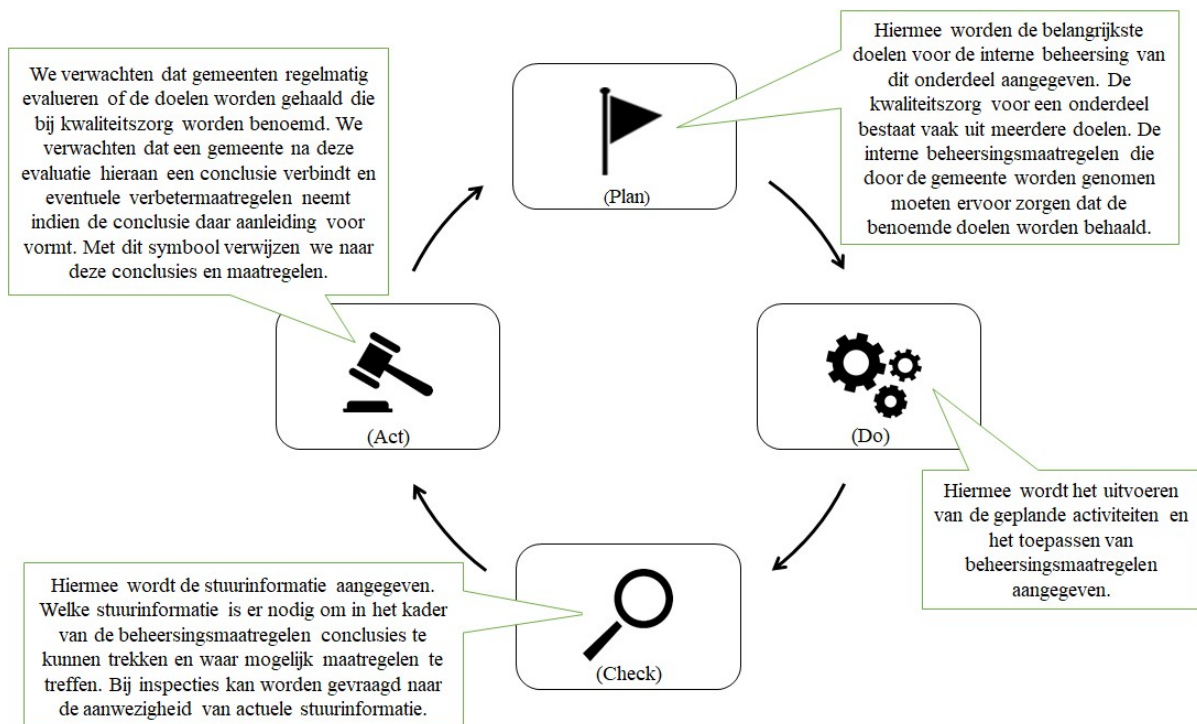 Hiermee worden de belangrijkste
doelen voor de interne beheersing van
dit onderdeel aangegeven. De
kwaliteitszorg voor een onderdeel
bestaat vaak uit meerdere doelen. De
interne beheersingsmaatregelen die
door de gemeente worden genomen
moeten ervoor zorgen dat de
benoemde doelen worden behaald.
We verwachten dat gemeenten regelmatig
evalueren of de doelen worden gehaald die
bij kwaliteitszorg worden benoemd. We
verwachten dat een gemeente na deze
evaluatie hieraan een conclusie verbindt en
eventuele verbetermaatregelen neemt
indien de conclusie daar aanleiding voor
vormt. Met dit symbool verwijzen we naar
deze conclusies en maatregelen.
(Plan)
(Act)
(Do)
Hiermee wordt het uitvoeren
van de geplande activiteiten en
het toepassen van
beheersingsmaatregelen
aangegeven.
Hiermee wordt de stuurinformatie aangegeven.
Welke stuurinformatie is er nodig om in het kader
van de beheersingsmaatregelen conclusies te
kunnen trekken en waar mogelijk maatregelen te
treffen. Bij inspecties kan worden gevraagd naar
de aanwezigheid van actuele stuurinformatie.
(Check)